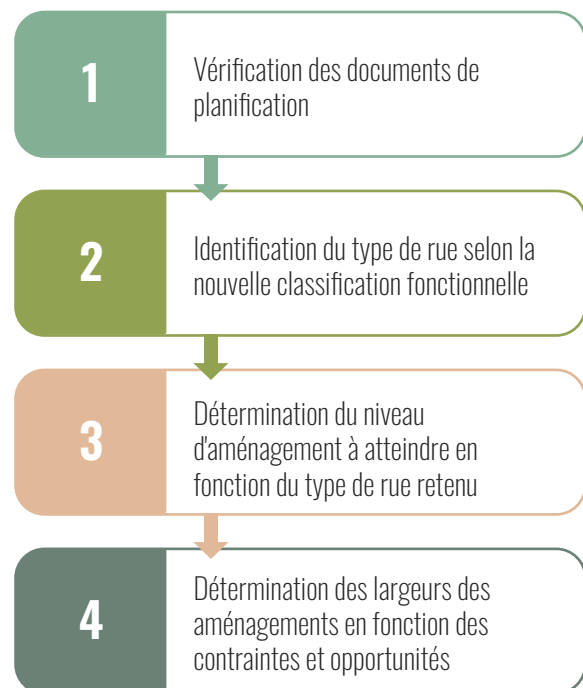 1
Vérification des documents de
planification
2
Identification du type de rue selon la
nouvelle classification fonctionnelle
3
Détermination du niveau
d'aménagement à atteindre en
fonction du type de rue retenu
4
Détermination des largeurs des
aménagements en fonction des
contraintes et opportunités